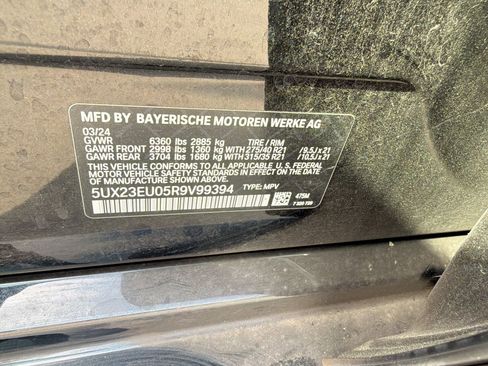 MFD BY BAYERISCHE MOTOREN WERKE AG
03/24
GVWR 6360 lbs 2885 kg TIRE / RIM
GAWR FRONT 2998 lbs 1360 kg WITH 275/40 R21 / 9.5J x 21
GAWR REAR 3704 lbs 1680 kg WITH 315/35 R21 / 10.5J x 21
THIS VEHICLE CONFORMS TO ALL APPLICABLE U.S. FEDERAL
MOTOR VEHICLE SAFETY STANDARDS IN EFFECT ON THE DATE OF
MANUFACTURE SHOWN ABOVE.
5UX23EU05R9V99394 TYPE: MPV
475M